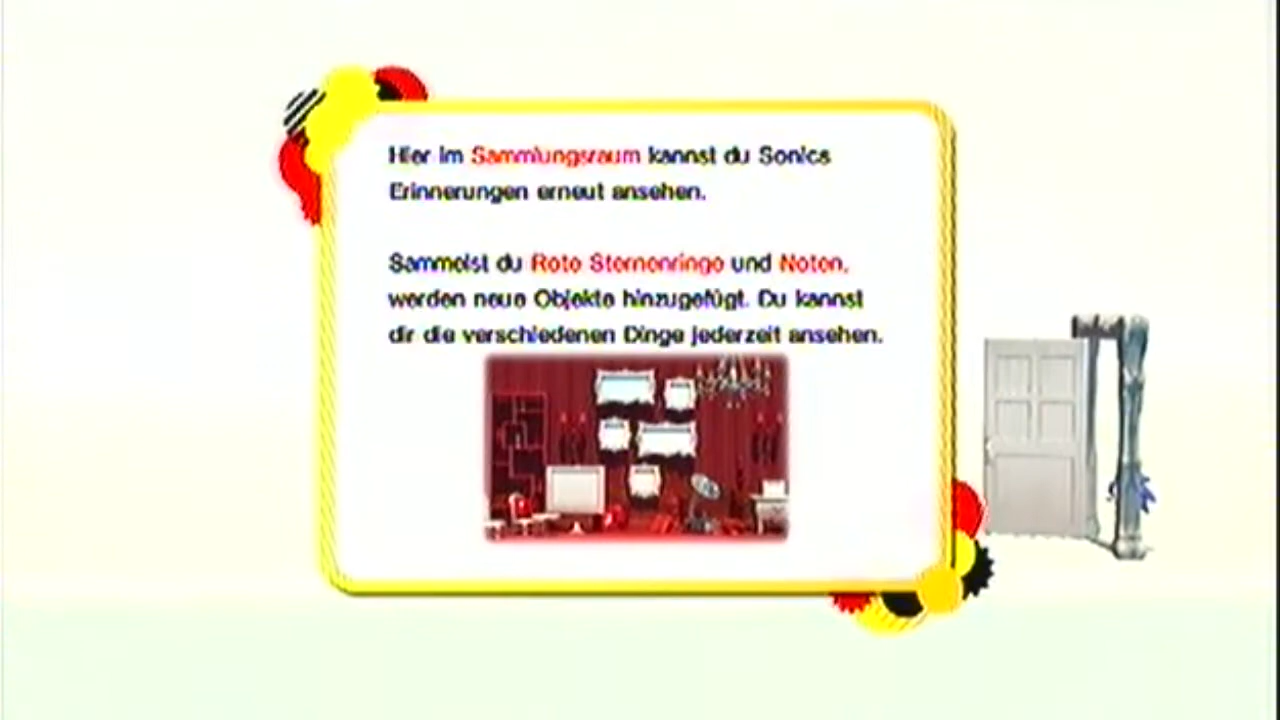 Hier im Sammlungsraum kannst du Sonics
Erinnerungen erneut ansehen.
Sammelst du Rote Sternenringe und Noten,
werden neue Objekte hinzugefügt. Du kannst
dir die verschiedenen Dinge jederzeit ansehen.